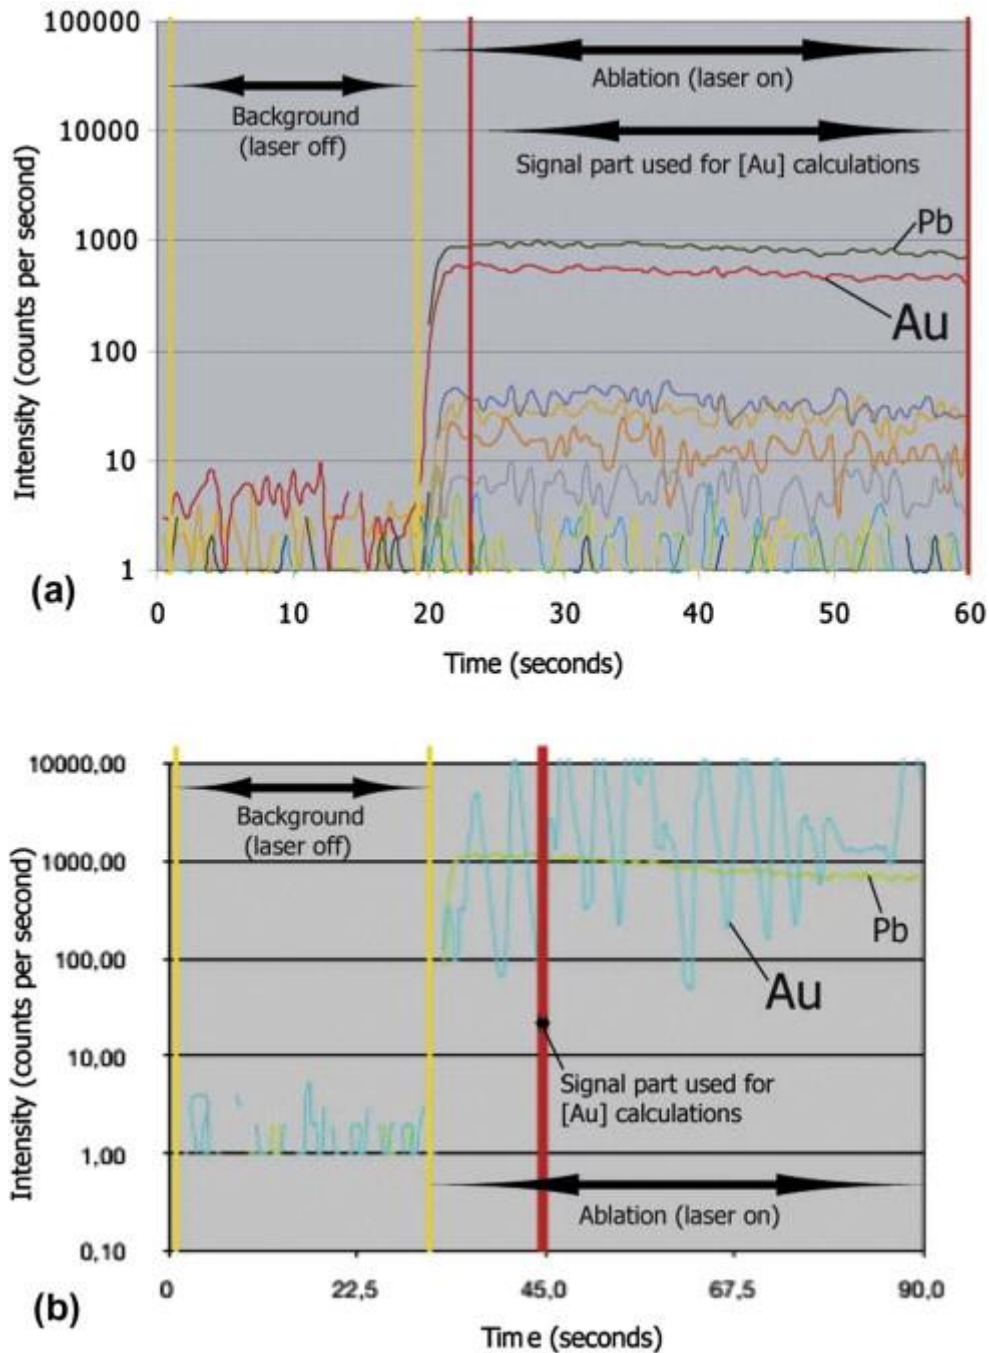 100000
10000
1000
100
10
1
Intensity (counts per second)
Background
(laser off)
Ablation (laser on)
Signal part used for [Au] calculations
Pb
Au
(a)
0 10 20 30 40 50 60
Time (seconds)
10000,00
1000,00
100,00
10,00
1,00
0,10
Intensity (counts per second)
Background
(laser off)
Pb
Au
Signal part used for
[Au] calculations
Ablation (laser on)
(b)
0 22,5 45,0 67,5 90,0
Time (seconds)